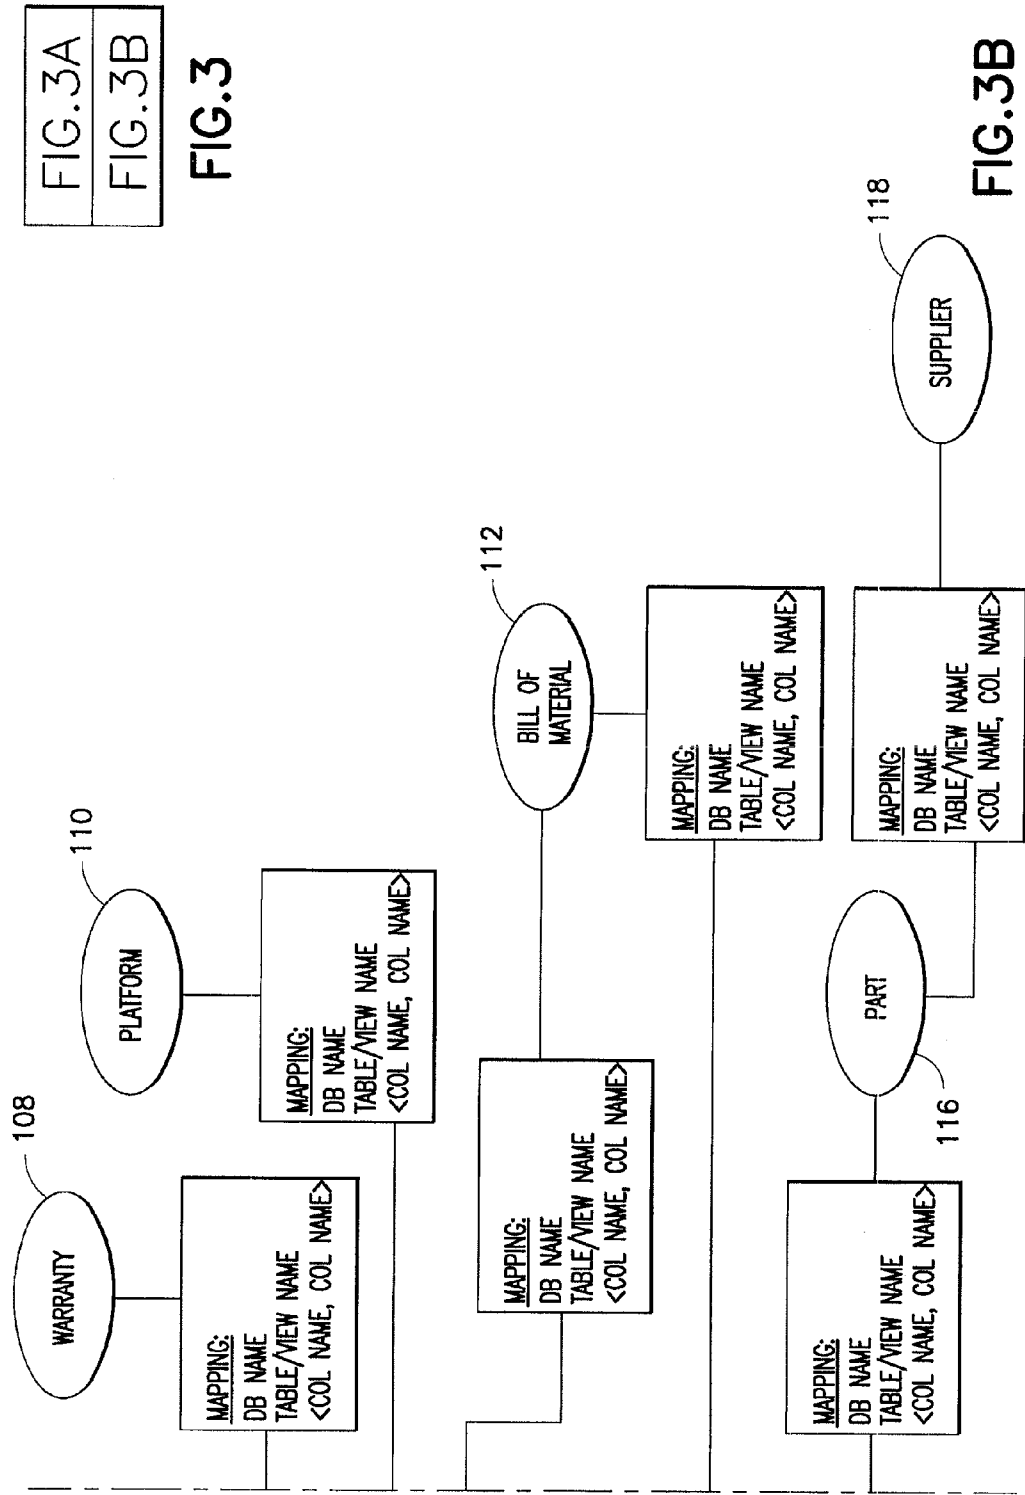 FIG.3A
FIG.3B
FIG.3
108
WARRANTY
MAPPING:
DB NAME
TABLE/VIEW NAME
<COL NAME, COL NAME>
110
PLATFORM
MAPPING:
DB NAME
TABLE/VIEW NAME
<COL NAME, COL NAME>
112
BILL OF
MATERIAL
MAPPING:
DB NAME
TABLE/VIEW NAME
<COL NAME, COL NAME>
MAPPING:
DB NAME
TABLE/VIEW NAME
<COL NAME, COL NAME>
MAPPING:
DB NAME
TABLE/VIEW NAME
<COL NAME, COL NAME>
PART
116
MAPPING:
DB NAME
TABLE/VIEW NAME
<COL NAME, COL NAME>
SUPPLIER
118
FIG.3B